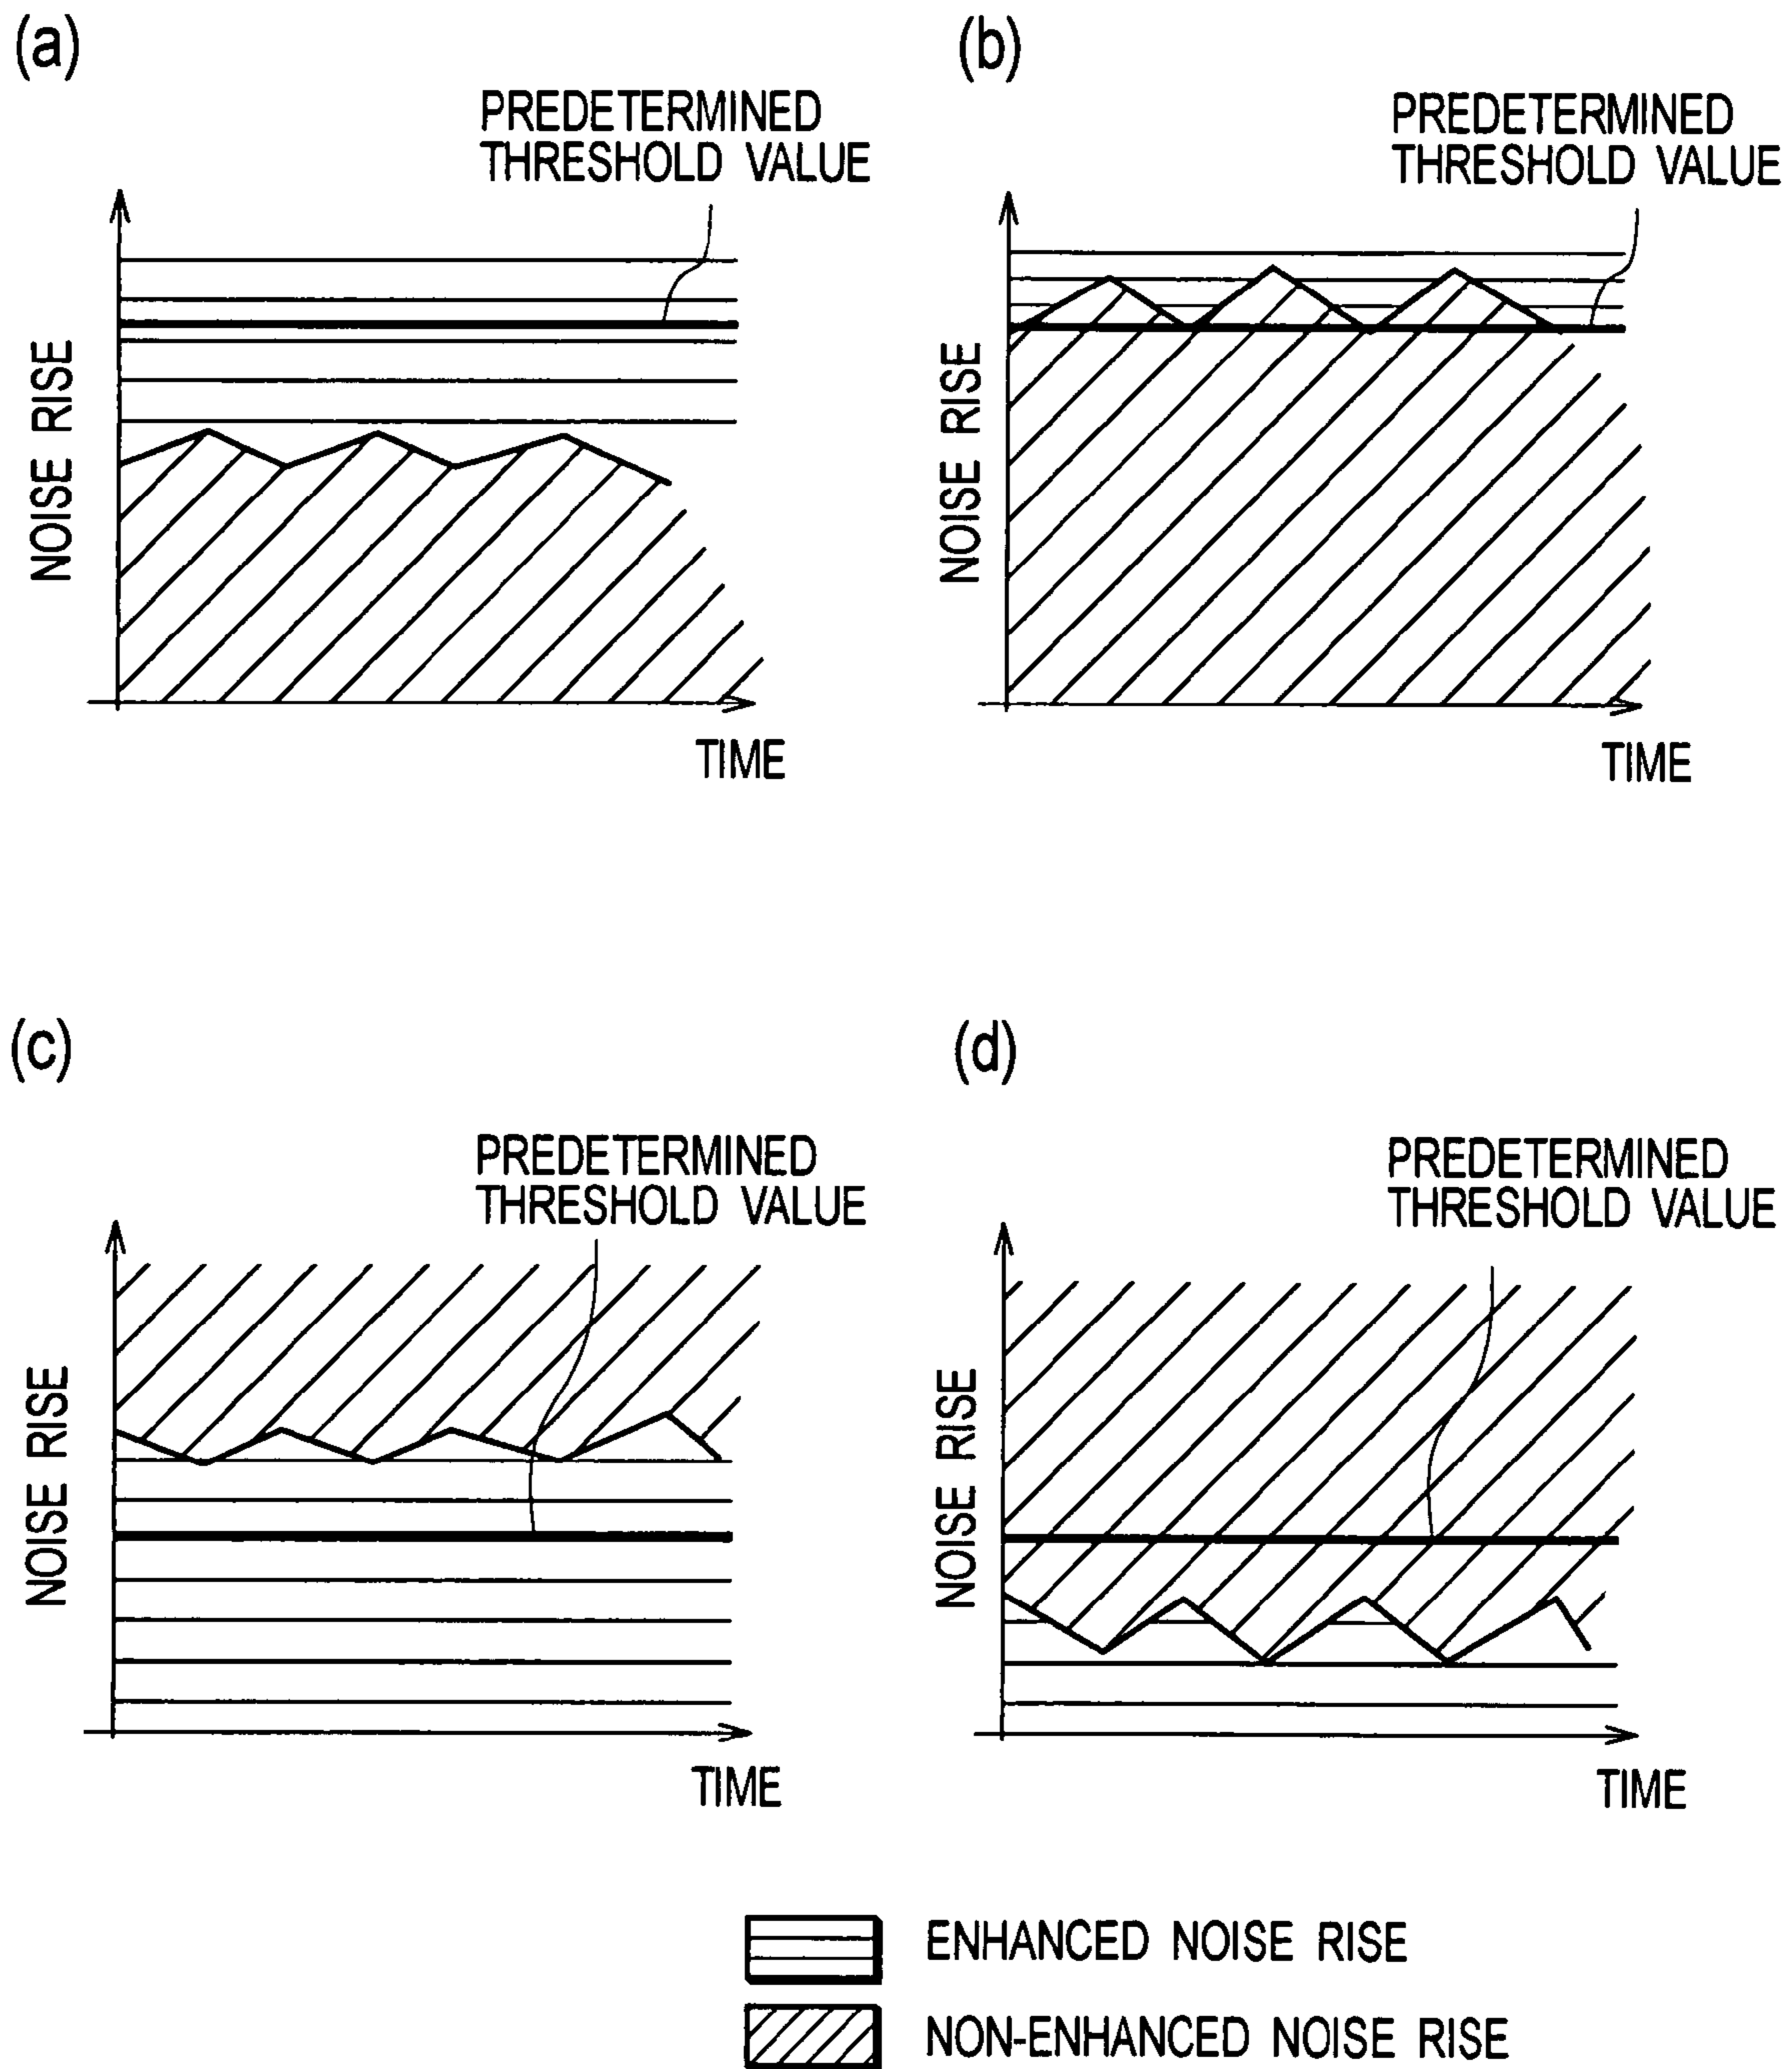 (a)
PREDETERMINED
THRESHOLD VALUE
NOISE RISE
TIME
(b)
PREDETERMINED
THRESHOLD VALUE
NOISE RISE
TIME
(c)
PREDETERMINED
THRESHOLD VALUE
NOISE RISE
TIME
(d)
PREDETERMINED
THRESHOLD VALUE
NOISE RISE
TIME
ENHANCED NOISE RISE
NON-ENHANCED NOISE RISE